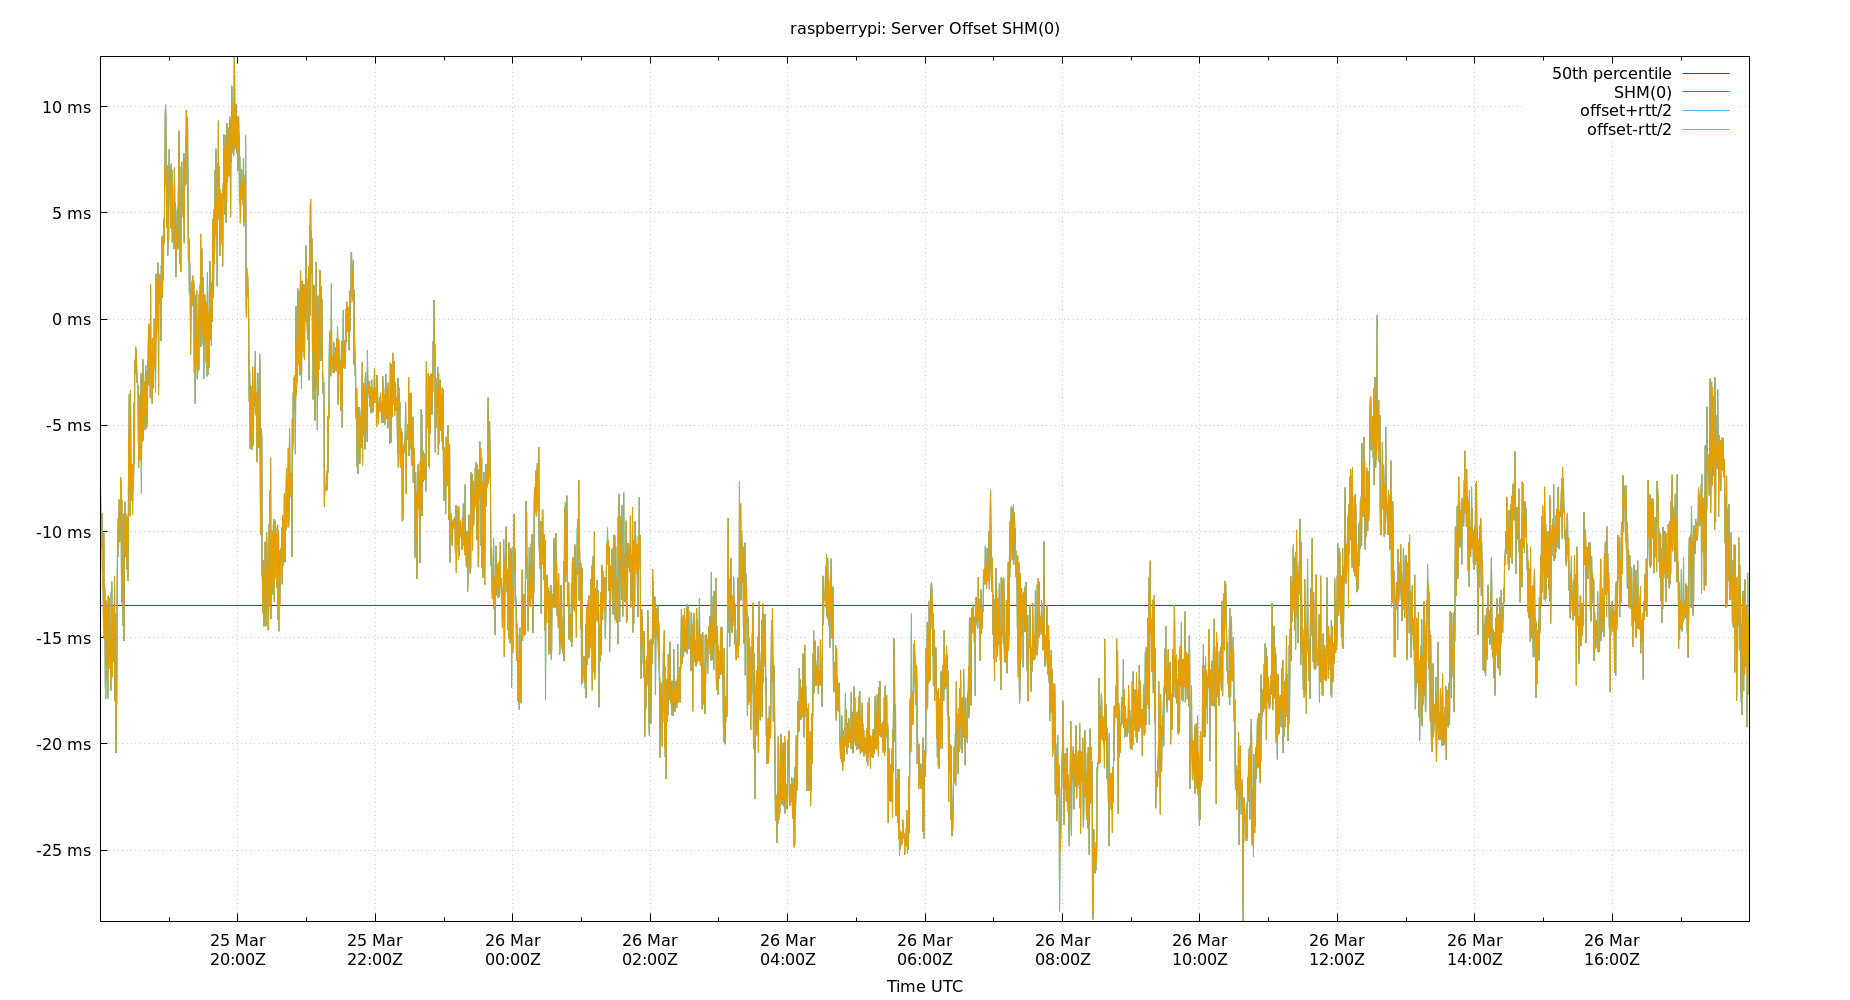 raspberrypi: Server Offset SHM(0)
50th percentile
SHM(0)
offset+rtt/2
offset-rtt/2
10 ms
5 ms
0 ms
-5 ms
-10 ms
-15 ms
-20 ms
-25 ms
25 Mar 25 Mar 26 Mar 26 Mar 26 Mar 26 Mar 26 Mar 26 Mar 26 Mar 26 Mar 26 Mar
20:00Z 22:00Z 00:00Z 02:00Z 04:00Z 06:00Z 08:00Z 10:00Z 12:00Z 14:00Z 16:00Z
Time UTC